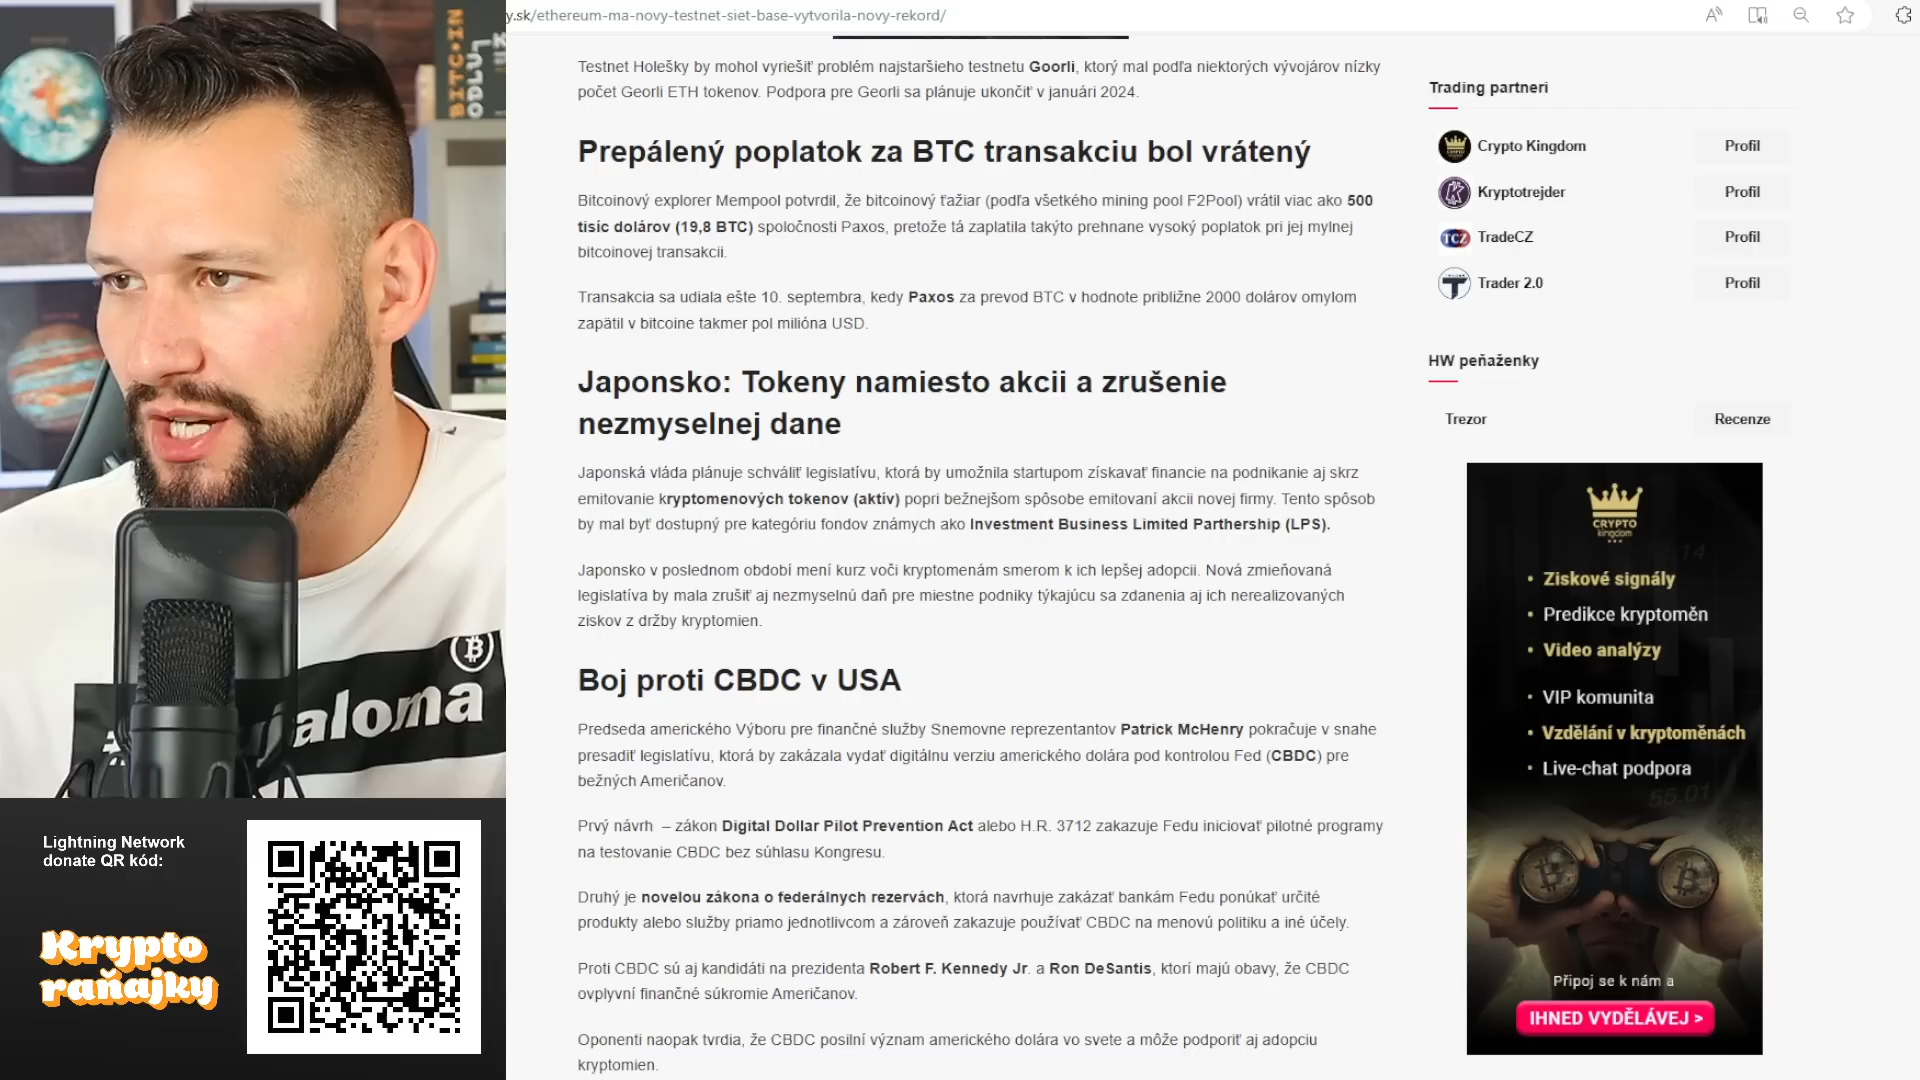 y.sk/ethereum-ma-novy-testnet-siet-base-vytvorila-novy-rekord/
Testnet Holešky by mohol vyriešiť problém najstaršieho testnetu Goorli, ktorý mal podľa niektorých vývojárov nízky
počet Georli ETH tokenov. Podpora pre Georli sa plánuje ukončiť v januári 2024.
Prepálený poplatok za BTC transakciu bol vrátený
Bitcoinový explorer Mempool potvrdil, že bitcoinový ťažiar (podľa všetkého mining pool F2Pool) vrátil viac ako 500
tisíc dolárov (19,8 BTC) spoločnosti Paxos, pretože tá zaplatila takýto prehnane vysoký poplatok pri jej mylnej
bitcoinovej transakcii.
Transakcia sa udiala ešte 10. septembra, kedy Paxos za prevod BTC v hodnote približne 2000 dolárov omylom
zapätil v bitcoine takmer pol milióna USD.
Japonsko: Tokeny namiesto akcii a zrušenie
nezmyselnej dane
Japonská vláda plánuje schváliť legislatívu, ktorá by umožnila startupom získavať financie na podnikanie aj skrz
emitovanie kryptomenových tokenov (aktív) popri bežnejšom spôsobe emitovaní akcii novej firmy. Tento spôsob
by mal byť dostupný pre kategóriu fondov známych ako Investment Business Limited Parthership (LPS).
Japonsko v poslednom období mení kurz voči kryptomenám smerom k ich lepšej adopcii. Nová zmieňovaná
legislatíva by mala zrušiť aj nezmyselnú daň pre miestne podniky týkajúcu sa zdanenia aj ich nerealizovaných
ziskov z držby kryptomien.
Boj proti CBDC v USA
Predseda amerického Výboru pre finančné služby Snemovne reprezentantov Patrick McHenry pokračuje v snahe
presadiť legislatívu, ktorá by zakázala vydať digitálnu verziu amerického dolára pod kontrolou Fed (CBDC) pre
bežných Američanov.
Prvý návrh – zákon Digital Dollar Pilot Prevention Act alebo H.R. 3712 zakazuje Fedu iniciovať pilotné programy
na testovanie CBDC bez súhlasu Kongresu.
Druhý je novelou zákona o federálnych rezervách, ktorá navrhuje zakázať bankám Fedu ponúkať určité
produkty alebo služby priamo jednotlivcom a zároveň zakazuje používať CBDC na menovú politiku a iné účely.
Proti CBDC sú aj kandidáti na prezidenta Robert F. Kennedy Jr. a Ron DeSantis, ktorí majú obavy, že CBDC
ovplyvní finančné súkromie Američanov.
Oponenti naopak tvrdia, že CBDC posilní význam amerického dolára vo svete a môže podporiť aj adopciu
kryptomien.
Trading partneri
Crypto Kingdom Profil
Kryptotrejder Profil
TCZ TradeCZ Profil
Trader 2.0 Profil
HW peňaženky
Trezor Recenze
CRYPTO
kingdom
• Ziskové signály
• Predikce kryptoměn
• Video analýzy
• VIP komunita
• Vzdělání v kryptoměnách
• Live-chat podpora
Připoj se k nám a
IHNED VYDĚLÁVEJ >
BITCOIN
ODLU
aloma
Lightning Network
donate QR kód:
Krypto
raňajky